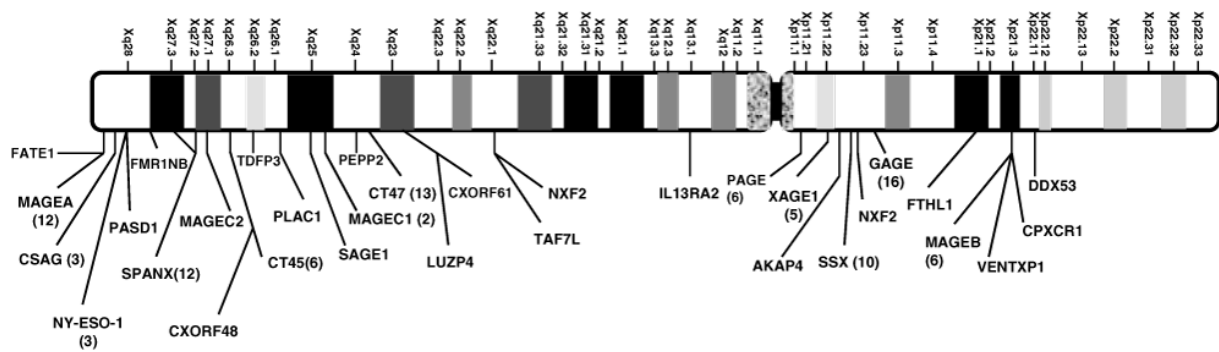 Xq28
Xq27.3
Xq27.2
Xq27.1
Xq26.3
Xq26.2
Xq26.1
Xq25
Xq24
Xq23
Xq22.3
Xq22.2
Xq22.1
Xq21.33
Xq21.32
Xq21.31
Xq21.2
Xq21.1
Xq13.3
Xq12.3
Xq13.1
Xq12
Xq11.2
Xq11.1
Xp11.1
Xp11.21
Xp11.22
Xp11.23
Xp11.3
Xp11.4
Xp21.1
Xp21.2
Xp21.3
Xp22.11
Xp22.12
Xp22.13
Xp22.2
Xp22.31
Xp22.32
Xp22.33
FATE1
MAGEA
(12)
CSAG (3)
NY-ESO-1
(3)
PASD1
FMR1NB
SPANX(12)
MAGEC2
CXORF48
TDFP3
CT45(6)
PLAC1
SAGE1
MAGEC1 (2)
PEPP2
CT47 (13)
CXORF61
LUZP4
NXF2
TAF7L
IL13RA2
PAGE
(6)
XAGE1
(5)
AKAP4
SSX (10)
NXF2
GAGE
(16)
FTHL1
MAGEB
(6)
VENTXP1
CPXCR1
DDX53